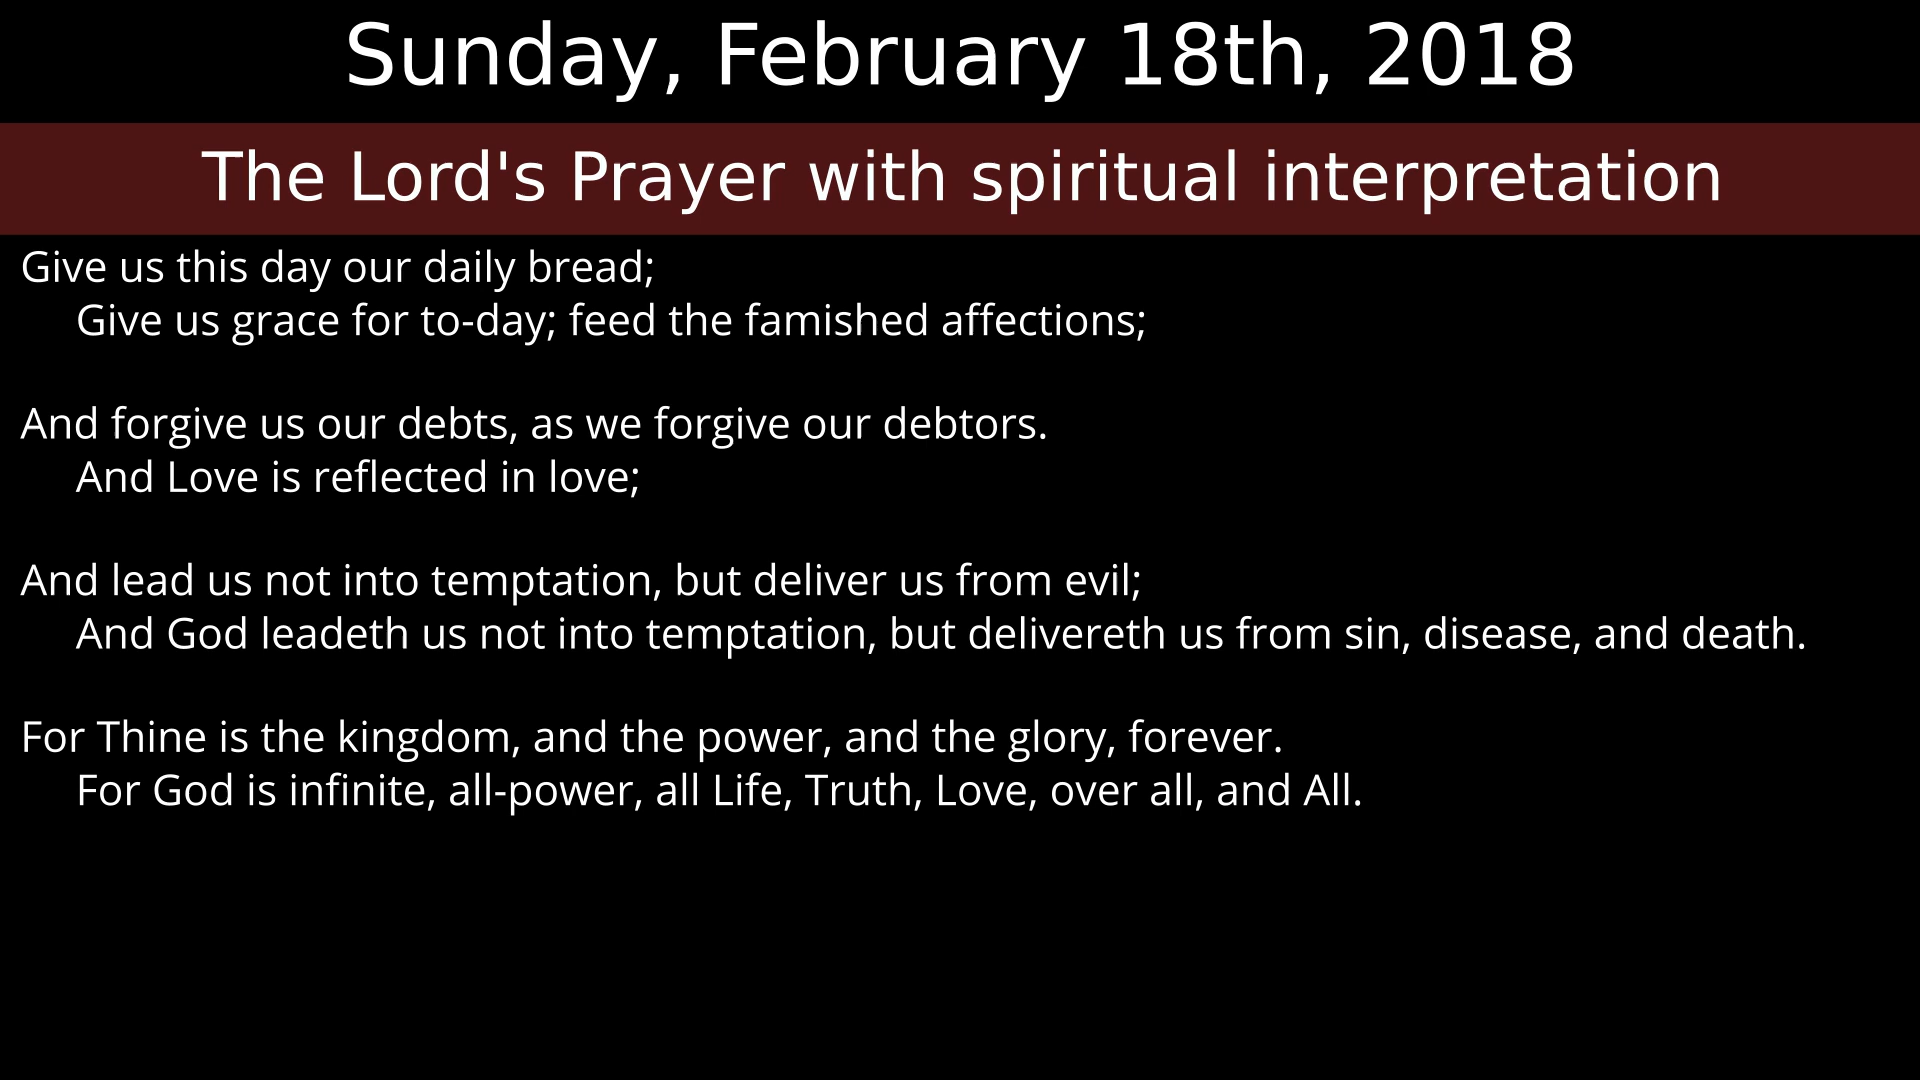 Sunday, February 18th, 2018
The Lord's Prayer with spiritual interpretation
Give us this day our daily bread;
Give us grace for to-day; feed the famished affections;
And forgive us our debts, as we forgive our debtors.
And Love is reflected in love;
And lead us not into temptation, but deliver us from evil;
And God leadeth us not into temptation, but delivereth us from sin, disease, and death.
For Thine is the kingdom, and the power, and the glory, forever.
For God is infinite, all-power, all Life, Truth, Love, over all, and All.